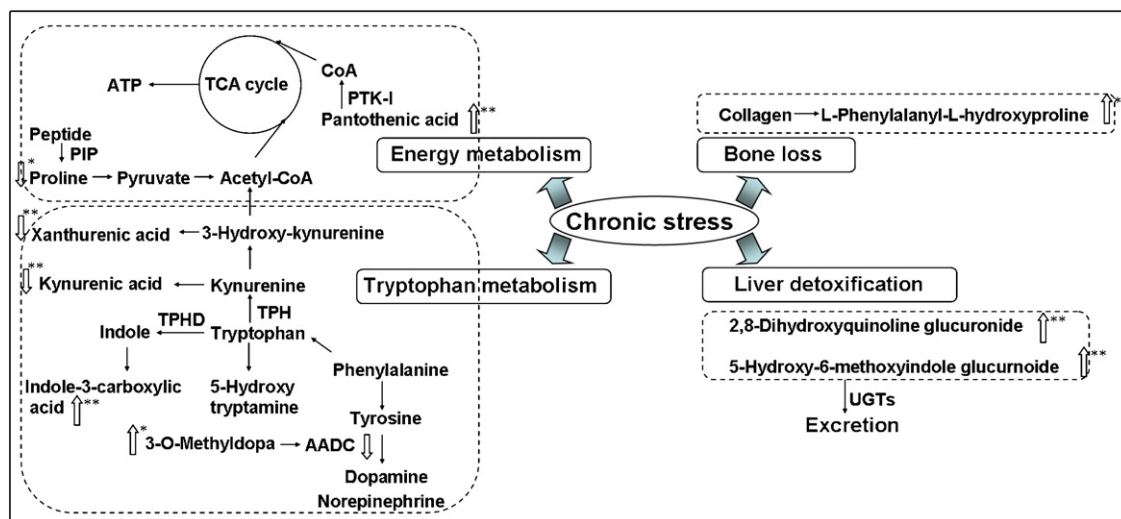 TCA cycle
ATP
CoA
PTK-I
Pantothenic acid **
Peptide
PIP
* Proline
Pyruvate
Acetyl-CoA
Energy metabolism
Collagen
L-Phenylalanyl-L-hydroxyproline *
Bone loss
Chronic stress
** Xanthurenic acid
3-Hydroxy-kynurenine
** Kynurenic acid
Kynurenine
Tryptophan metabolism
TPH
TPHD
Indole
Tryptophan
Phenylalanine
Indole-3-carboxylic
acid **
5-Hydroxy
tryptamine
Tyrosine
* 3-O-Methyldopa
AADC
Dopamine
Norepinephrine
Liver detoxification
2,8-Dihydroxyquinoline glucuronide **
5-Hydroxy-6-methoxyindole glucurnoide **
UGTs
Excretion